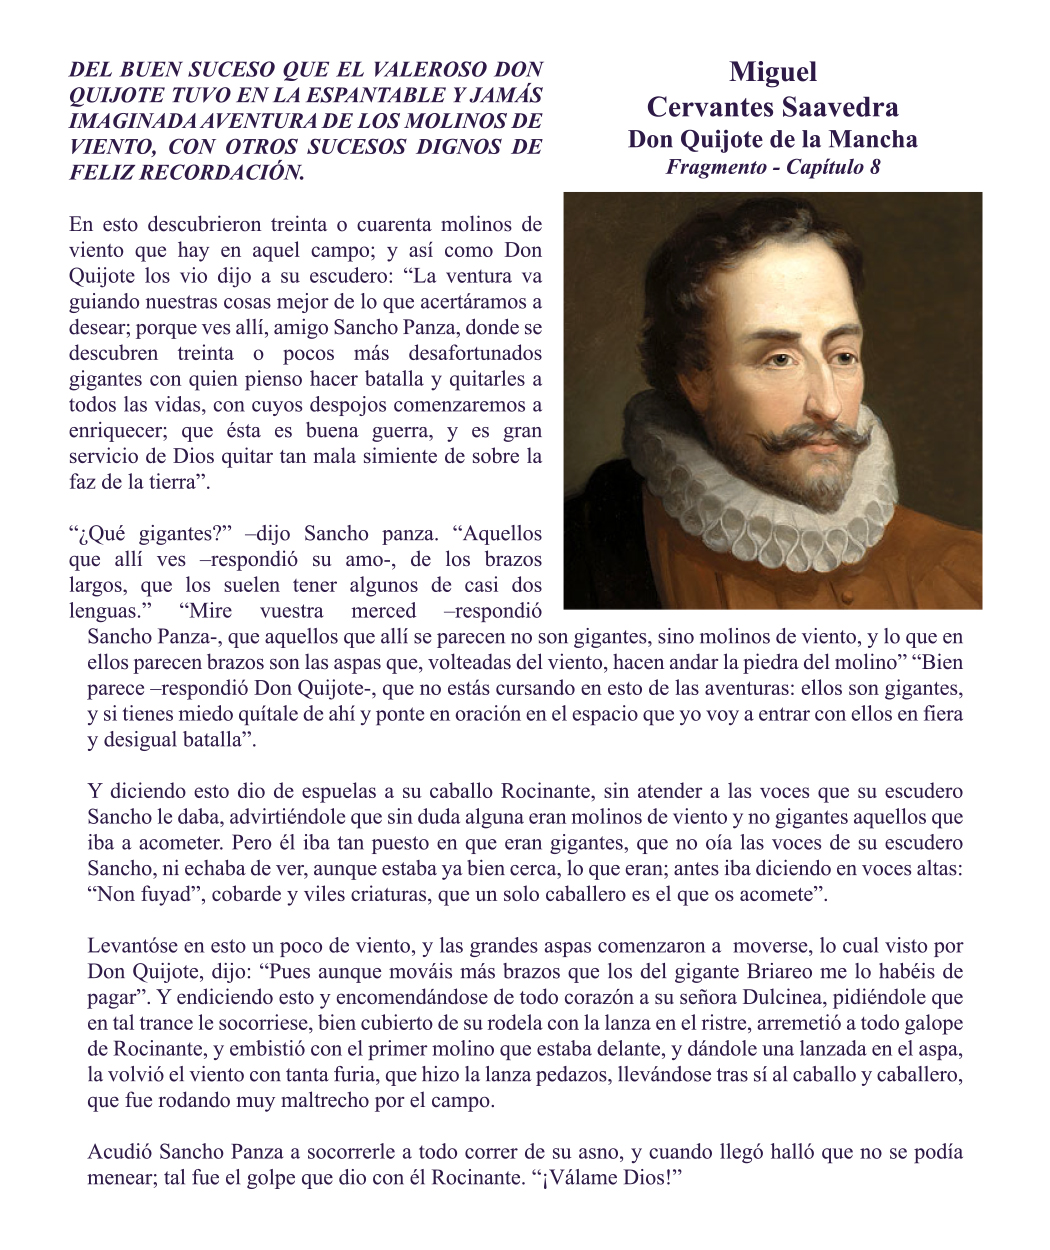 DEL BUEN SUCESO QUE EL VALEROSO DON
QUIJOTE TUVO EN LA ESPANTABLE Y JAMÁS
IMAGINADA AVENTURA DE LOS MOLINOS DE
VIENTO, CON OTROS SUCESOS DIGNOS DE
FELIZ RECORDACIÓN.
Miguel
Cervantes Saavedra
Don Quijote de la Mancha
Fragmento - Capítulo 8
En esto descubrieron treinta o cuarenta molinos de
viento que hay en aquel campo; y así como Don
Quijote los vio dijo a su escudero: “La ventura va
guiando nuestras cosas mejor de lo que acertáramos a
desear; porque ves allí, amigo Sancho Panza, donde se
descubren treinta o pocos más desafortunados
gigantes con quien pienso hacer batalla y quitarles a
todos las vidas, con cuyos despojos comenzaremos a
enriquecer; que ésta es buena guerra, y es gran
servicio de Dios quitar tan mala simiente de sobre la
faz de la tierra”.
“¿Qué gigantes?” –dijo Sancho panza. “Aquellos
que allí ves –respondió su amo-, de los brazos
largos, que los suelen tener algunos de casi dos
lenguas.” “Mire vuestra merced –respondió
Sancho Panza-, que aquellos que allí se parecen no son gigantes, sino molinos de viento, y lo que en
ellos parecen brazos son las aspas que, volteadas del viento, hacen andar la piedra del molino” “Bien
parece –respondió Don Quijote-, que no estás cursando en esto de las aventuras: ellos son gigantes,
y si tienes miedo quítale de ahí y ponte en oración en el espacio que yo voy a entrar con ellos en fiera
y desigual batalla”.
Y diciendo esto dio de espuelas a su caballo Rocinante, sin atender a las voces que su escudero
Sancho le daba, advirtiéndole que sin duda alguna eran molinos de viento y no gigantes aquellos que
iba a acometer. Pero él iba tan puesto en que eran gigantes, que no oía las voces de su escudero
Sancho, ni echaba de ver, aunque estaba ya bien cerca, lo que eran; antes iba diciendo en voces altas:
“Non fuyad”, cobarde y viles criaturas, que un solo caballero es el que os acomete”.
Levantóse en esto un poco de viento, y las grandes aspas comenzaron a moverse, lo cual visto por
Don Quijote, dijo: “Pues aunque mováis más brazos que los del gigante Briareo me lo habéis de
pagar”. Y endiciendo esto y encomendándose de todo corazón a su señora Dulcinea, pidiéndole que
en tal trance le socorriese, bien cubierto de su rodela con la lanza en el ristre, arremetió a todo galope
de Rocinante, y embistió con el primer molino que estaba delante, y dándole una lanzada en el aspa,
la volvió el viento con tanta furia, que hizo la lanza pedazos, llevándose tras sí al caballo y caballero,
que fue rodando muy maltrecho por el campo.
Acudió Sancho Panza a socorrerle a todo correr de su asno, y cuando llegó halló que no se podía
menear; tal fue el golpe que dio con él Rocinante. “¡Válame Dios!”